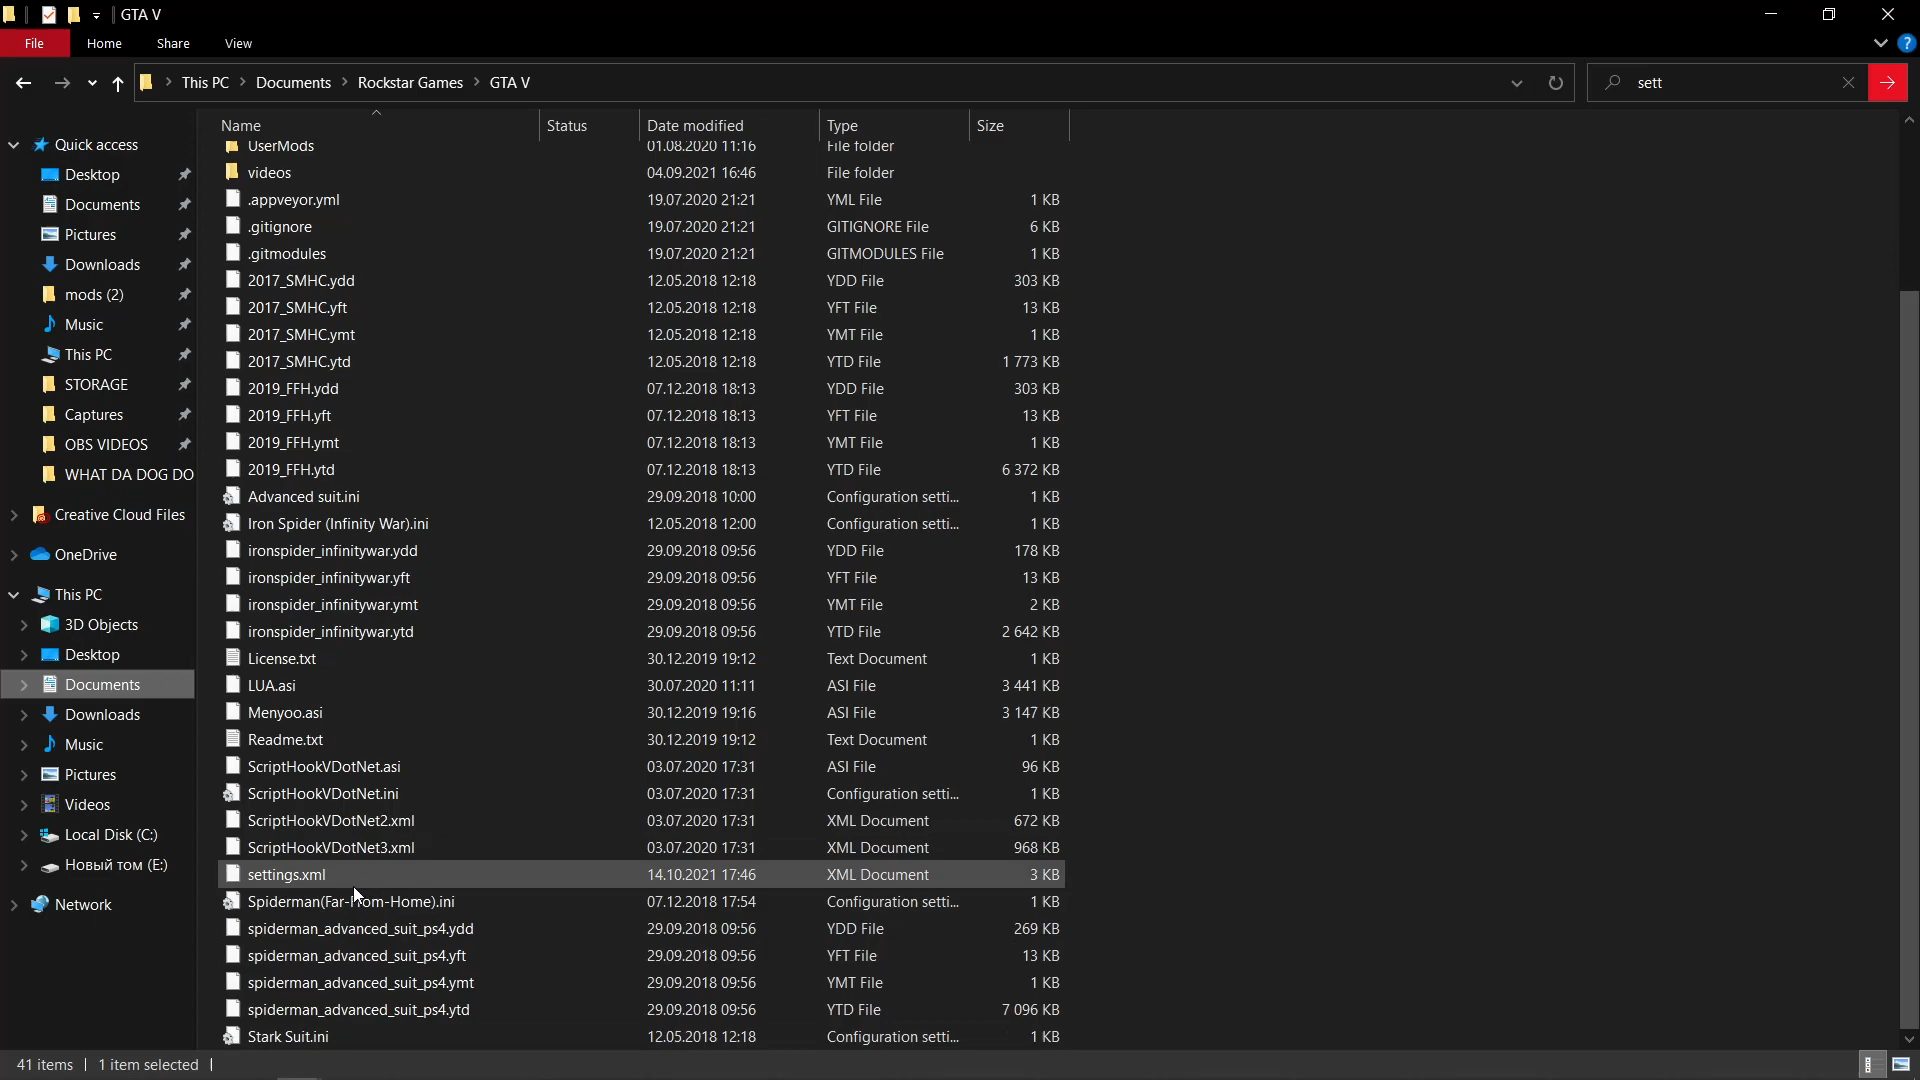 GTA V
File Home Share View
This PC Documents Rockstar Games GTA V sett
Name Status Date modified Type Size
Quick access
Desktop
Documents
Pictures
Downloads
mods (2)
Music
This PC
STORAGE
Captures
OBS VIDEOS
WHAT DA DOG DO
Creative Cloud Files
OneDrive
This PC
3D Objects
Desktop
Documents
Downloads
Music
Pictures
Videos
Local Disk (C:)
Новый том (E:)
Network
UserMods 01.08.2020 11:16 File folder
videos 04.09.2021 16:46 File folder
.appveyor.yml 19.07.2020 21:21 YML File 1 KB
.gitignore 19.07.2020 21:21 GITIGNORE File 6 KB
.gitmodules 19.07.2020 21:21 GITMODULES File 1 KB
2017_SMHC.ydd 12.05.2018 12:18 YDD File 303 KB
2017_SMHC.yft 12.05.2018 12:18 YFT File 13 KB
2017_SMHC.ymt 12.05.2018 12:18 YMT File 1 KB
2017_SMHC.ytd 12.05.2018 12:18 YTD File 1 773 KB
2019_FFH.ydd 07.12.2018 18:13 YDD File 303 KB
2019_FFH.yft 07.12.2018 18:13 YFT File 13 KB
2019_FFH.ymt 07.12.2018 18:13 YMT File 1 KB
2019_FFH.ytd 07.12.2018 18:13 YTD File 6 372 KB
Advanced suit.ini 29.09.2018 10:00 Configuration setti... 1 KB
Iron Spider (Infinity War).ini 12.05.2018 12:00 Configuration setti... 1 KB
ironspider_infinitywar.ydd 29.09.2018 09:56 YDD File 178 KB
ironspider_infinitywar.yft 29.09.2018 09:56 YFT File 13 KB
ironspider_infinitywar.ymt 29.09.2018 09:56 YMT File 2 KB
ironspider_infinitywar.ytd 29.09.2018 09:56 YTD File 2 642 KB
License.txt 30.12.2019 19:12 Text Document 1 KB
LUA.asi 30.07.2020 11:11 ASI File 3 441 KB
Menyoo.asi 30.12.2019 19:16 ASI File 3 147 KB
Readme.txt 30.12.2019 19:12 Text Document 1 KB
ScriptHookVDotNet.asi 03.07.2020 17:31 ASI File 96 KB
ScriptHookVDotNet.ini 03.07.2020 17:31 Configuration setti... 1 KB
ScriptHookVDotNet2.xml 03.07.2020 17:31 XML Document 672 KB
ScriptHookVDotNet3.xml 03.07.2020 17:31 XML Document 968 KB
settings.xml 14.10.2021 17:46 XML Document 3 KB
Spiderman(Far-From-Home).ini 07.12.2018 17:54 Configuration setti... 1 KB
spiderman_advanced_suit_ps4.ydd 29.09.2018 09:56 YDD File 269 KB
spiderman_advanced_suit_ps4.yft 29.09.2018 09:56 YFT File 13 KB
spiderman_advanced_suit_ps4.ymt 29.09.2018 09:56 YMT File 1 KB
spiderman_advanced_suit_ps4.ytd 29.09.2018 09:56 YTD File 7 096 KB
Stark Suit.ini 12.05.2018 12:18 Configuration setti... 1 KB
41 items 1 item selected